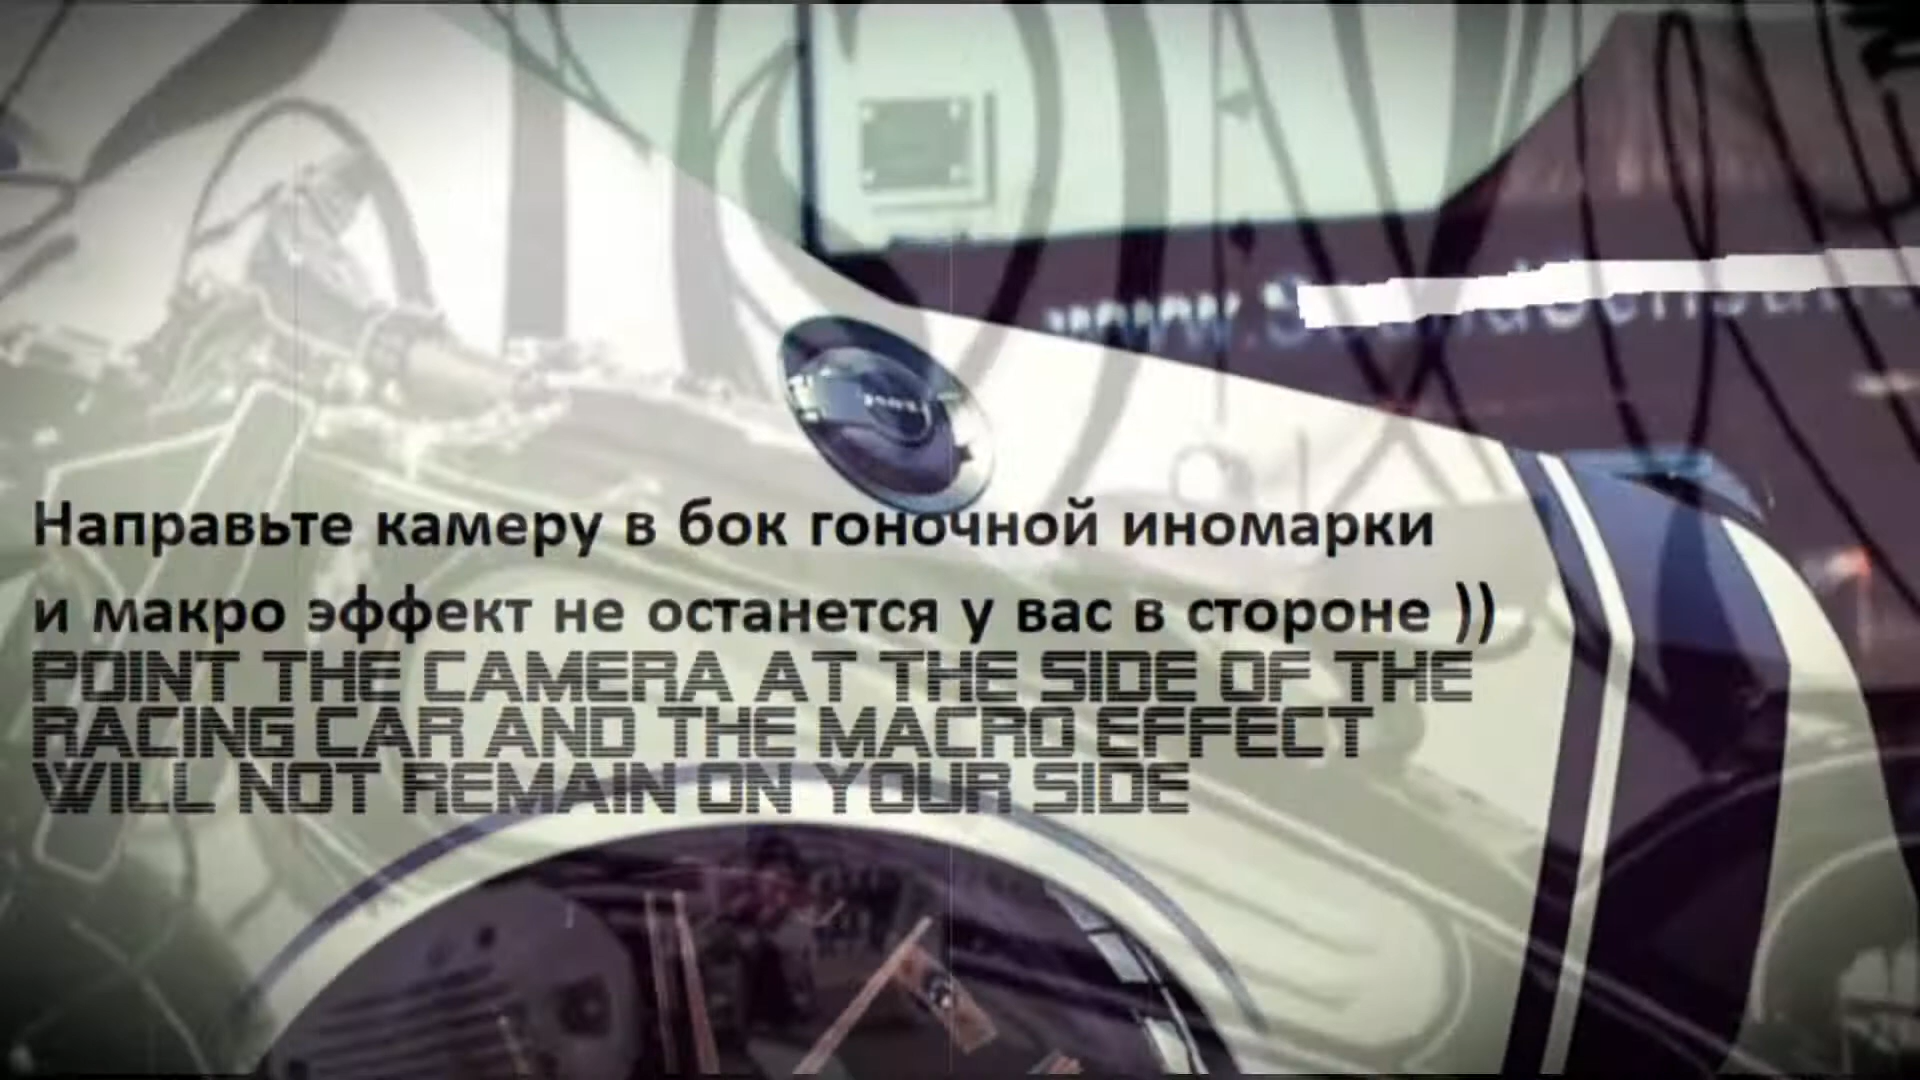 Направьте камеру в бок гоночной иномарки
и макро эффект не останется у вас в стороне ))
POINT THE CAMERA AT THE SIDE OF THE
RACING CAR AND THE MACRO EFFECT
WILL NOT REMAIN ON YOUR SIDE